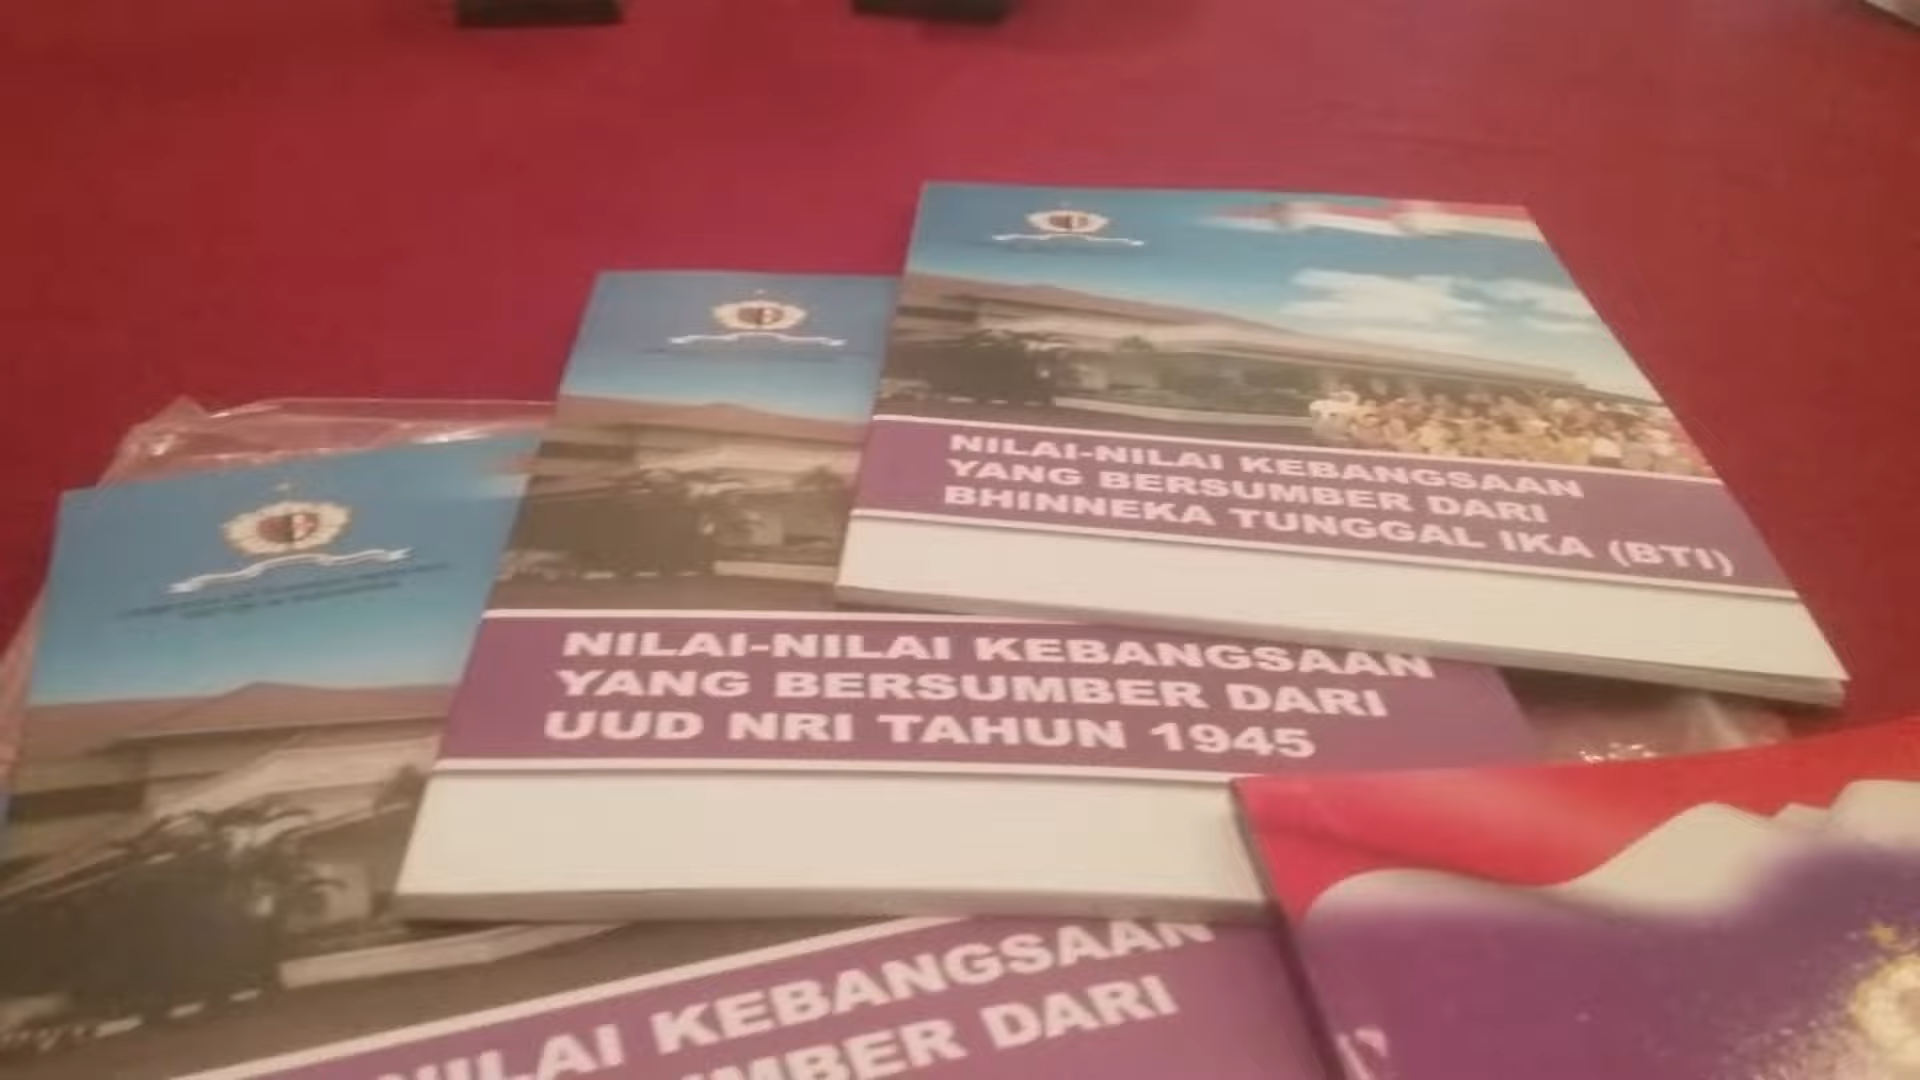 NILAI-NILAI KEBANGSAAN
YANG BERSUMBER DARI
BHINNEKA TUNGGAL IKA (BTI)
NILAI-NILAI KEBANGSAAN
YANG BERSUMBER DARI
UUD NRI TAHUN 1945
NILAI KEBANGSAAN
DARI